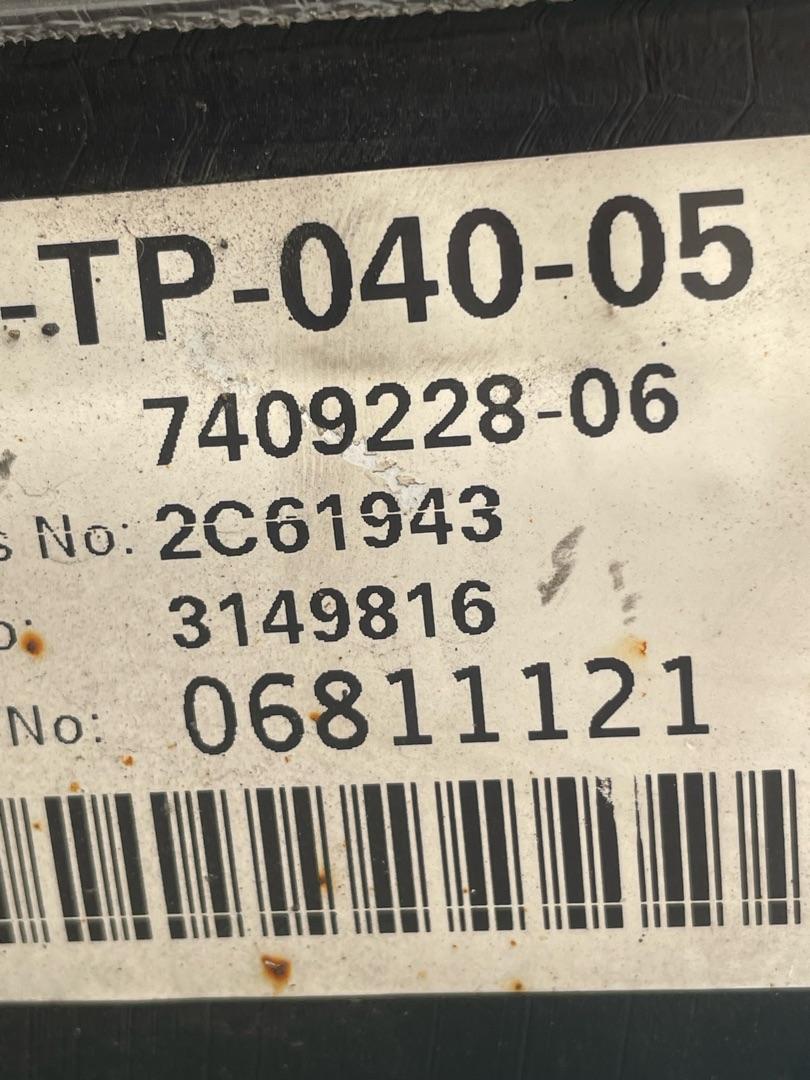 -TP-040-05
7409228-06
s No: 2C61943
o: 3149816
No: 06811121